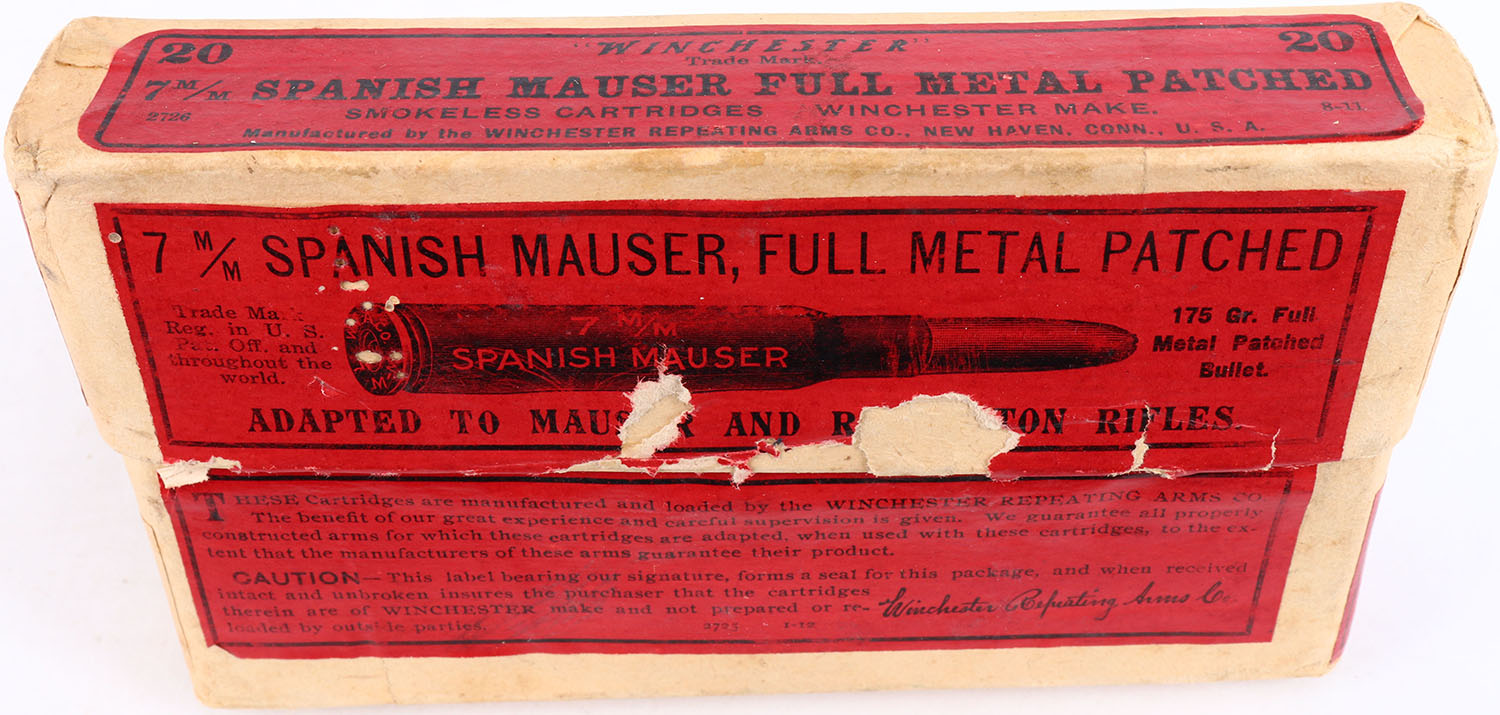 20 "WINCHESTER" 20
Trade Mark.
7 M/M SPANISH MAUSER FULL METAL PATCHED
SMOKELESS CARTRIDGES WINCHESTER MAKE.
2726 8-11.
Manufactured by the WINCHESTER REPEATING ARMS CO., NEW HAVEN, CONN., U. S. A.
7 M/M SPANISH MAUSER, FULL METAL PATCHED
Trade Mark
Reg. in U. S.
Pat. Off. and
throughout the
world.
7 M/M
SPANISH MAUSER
175 Gr. Full
Metal Patched
Bullet.
ADAPTED TO MAUSER AND R TON RIFLES.
THESE Cartridges are manufactured and loaded by the WINCHESTER REPEATING ARMS CO.
The benefit of our great experience and careful supervision is given. We guarantee all properly
constructed arms for which these cartridges are adapted, when used with these cartridges, to the ex-
tent that the manufacturers of these arms guarantee their product.
CAUTION—This label bearing our signature, forms a seal for this package, and when received
intact and unbroken insures the purchaser that the cartridges
therein are of WINCHESTER make and not prepared or re-
loaded by outside parties.
Winchester Repeating Arms Co.
2725 1-12